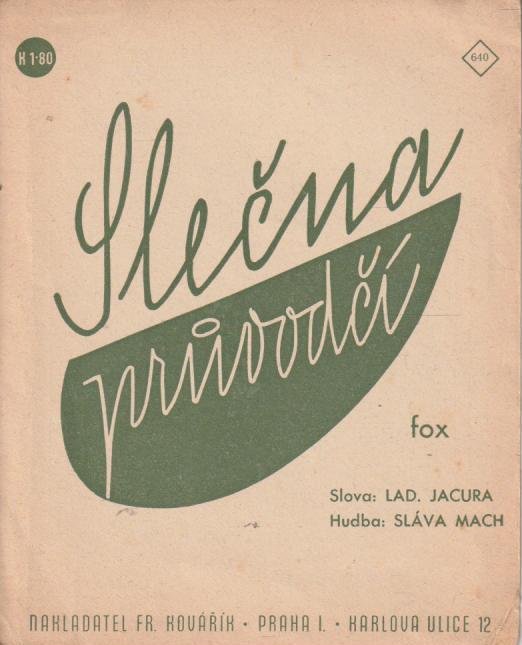 K 1·80
640
Slečna
průvodčí
fox
Slova: LAD. JACURA
Hudba: SLÁVA MACH
NAKLADATEL FR. KOVÁŘÍK · PRAHA I. · KARLOVA ULICE 12